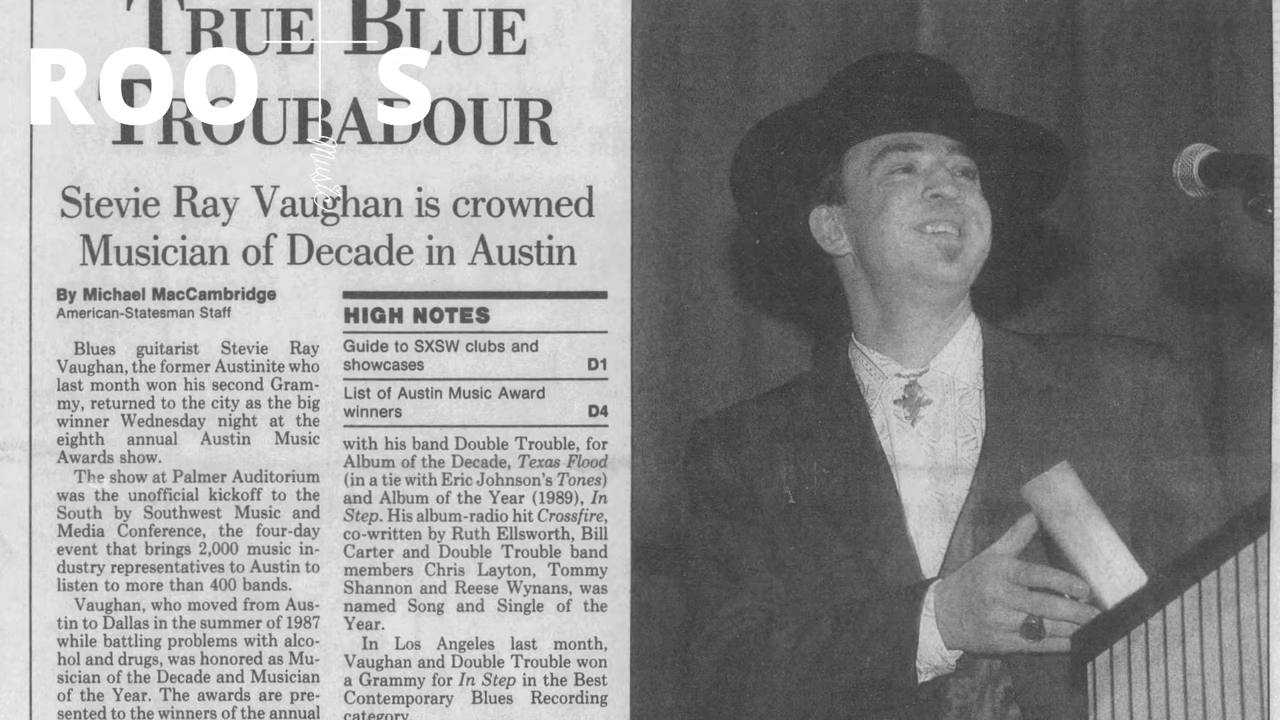 TRUE BLUE
TROUBADOUR
ROO S
Music
Stevie Ray Vaughan is crowned
Musician of Decade in Austin
By Michael MacCambridge
American-Statesman Staff
Blues guitarist Stevie Ray
Vaughan, the former Austinite who
last month won his second Gram-
my, returned to the city as the big
winner Wednesday night at the
eighth annual Austin Music
Awards show.
The show at Palmer Auditorium
was the unofficial kickoff to the
South by Southwest Music and
Media Conference, the four-day
event that brings 2,000 music in-
dustry representatives to Austin to
listen to more than 400 bands.
Vaughan, who moved from Aus-
tin to Dallas in the summer of 1987
while battling problems with alco-
hol and drugs, was honored as Mu-
sician of the Decade and Musician
of the Year. The awards are pre-
sented to the winners of the annual
HIGH NOTES
Guide to SXSW clubs and
showcases D1
List of Austin Music Award
winners D4
with his band Double Trouble, for
Album of the Decade, Texas Flood
(in a tie with Eric Johnson's Tones)
and Album of the Year (1989), In
Step. His album-radio hit Crossfire,
co-written by Ruth Ellsworth, Bill
Carter and Double Trouble band
members Chris Layton, Tommy
Shannon and Reese Wynans, was
named Song and Single of the
Year.
In Los Angeles last month,
Vaughan and Double Trouble won
a Grammy for In Step in the Best
Contemporary Blues Recording
category.